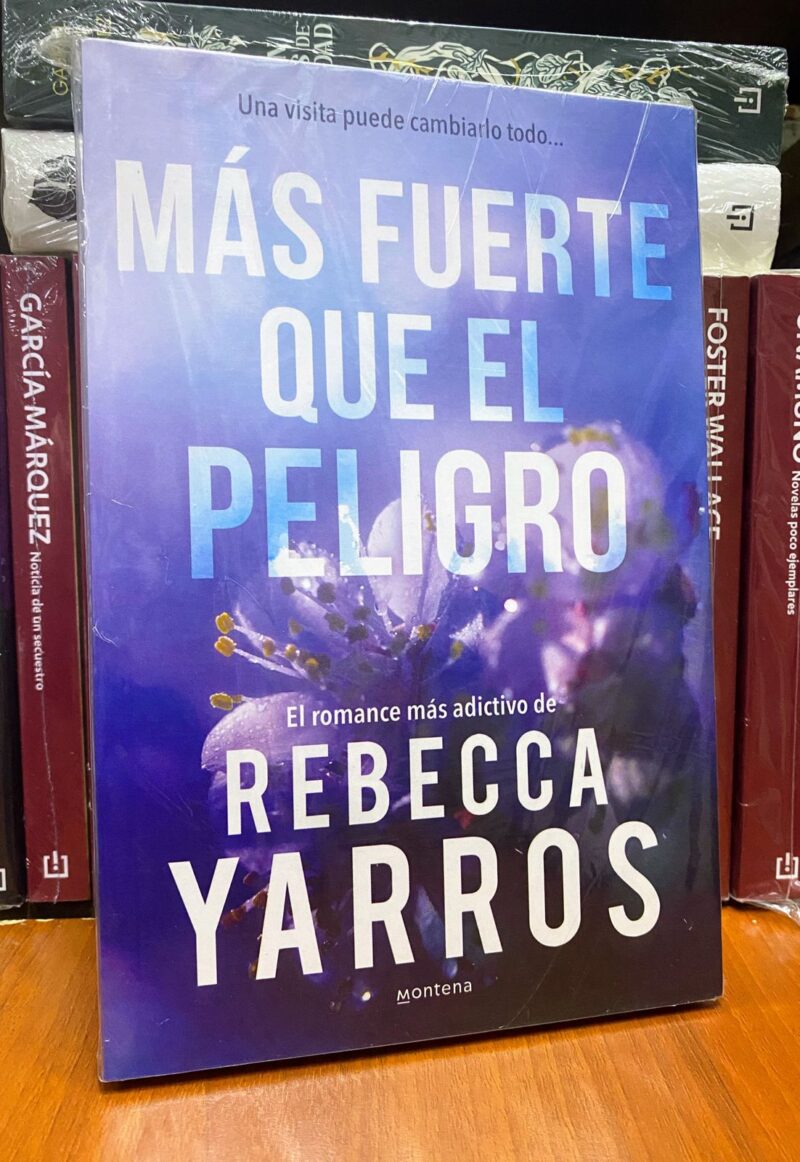 Una visita puede cambiarlo todo...
MÁS FUERTE
QUE EL
PELIGRO
El romance más adictivo de
REBECCA
YARROS
Montena
GARCÍA MÁRQUEZ Noticia de un secuestro
FOSTER WALLACE
Novelas poco ejemplares